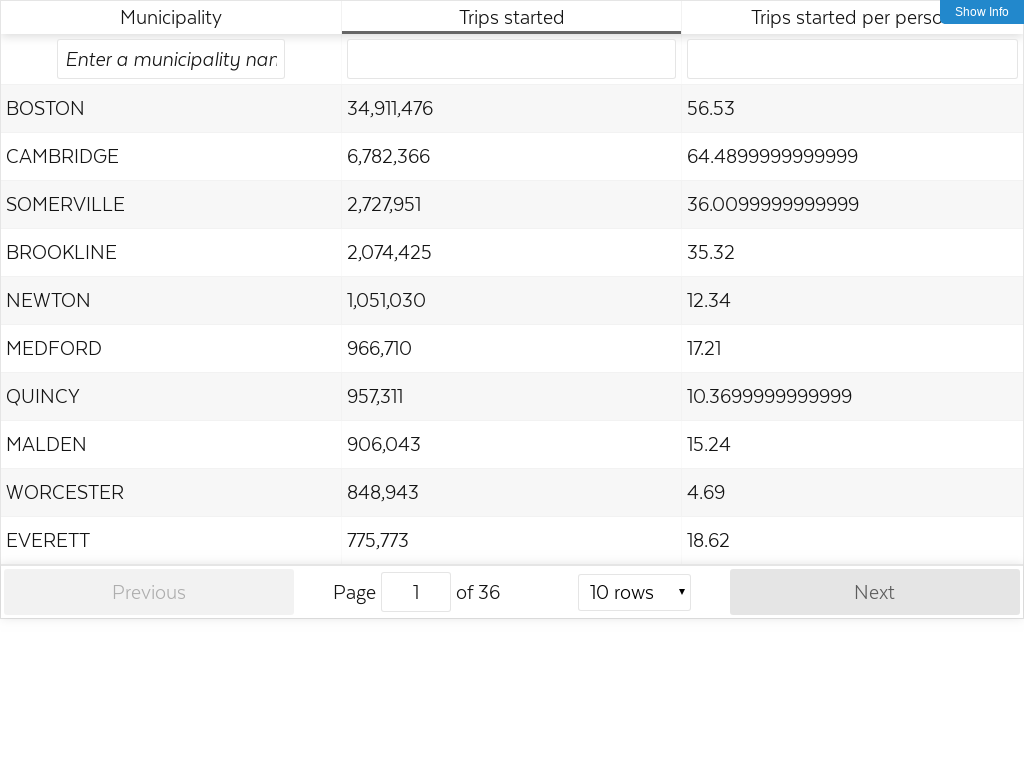 Municipality Trips started Trips started per perso
Show Info
Enter a municipality nar
BOSTON 34,911,476 56.53
CAMBRIDGE 6,782,366 64.4899999999999
SOMERVILLE 2,727,951 36.0099999999999
BROOKLINE 2,074,425 35.32
NEWTON 1,051,030 12.34
MEDFORD 966,710 17.21
QUINCY 957,311 10.3699999999999
MALDEN 906,043 15.24
WORCESTER 848,943 4.69
EVERETT 775,773 18.62
Previous Page 1 of 36 10 rows Next